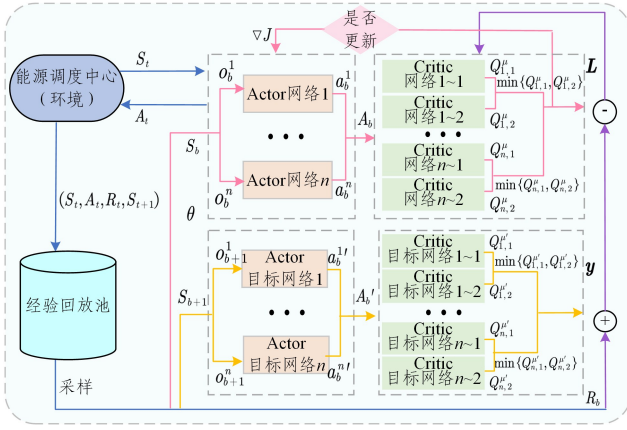 是否
更新
∇J
能源调度中心
(环境)
S_t
A_t
(S_t, A_t, R_t, S_{t+1})
经验回放池
采样
θ
S_b
o_b^1
Actor网络1
a_b^1
•••
o_b^n
Actor网络n
a_b^n
A_b
Critic
网络1~1
Q_{1,1}^μ
Critic
网络1~2
Q_{1,2}^μ
min{Q_{1,1}^μ, Q_{1,2}^μ}
•••
Critic
网络n~1
Q_{n,1}^μ
Critic
网络n~2
Q_{n,2}^μ
min{Q_{n,1}^μ, Q_{n,2}^μ}
L
-
S_{b+1}
o_{b+1}^1
Actor
目标网络1
a_b^1′
•••
o_{b+1}^n
Actor
目标网络n
a_b^n′
A_b′
Critic
目标网络1~1
Q_{1,1}^{μ′}
Critic
目标网络1~2
Q_{1,2}^{μ′}
min{Q_{1,1}^{μ′}, Q_{1,2}^{μ′}}
•••
Critic
目标网络n~1
Q_{n,1}^{μ′}
Critic
目标网络n~2
Q_{n,2}^{μ′}
min{Q_{n,1}^{μ′}, Q_{n,2}^{μ′}}
y
+
R_b